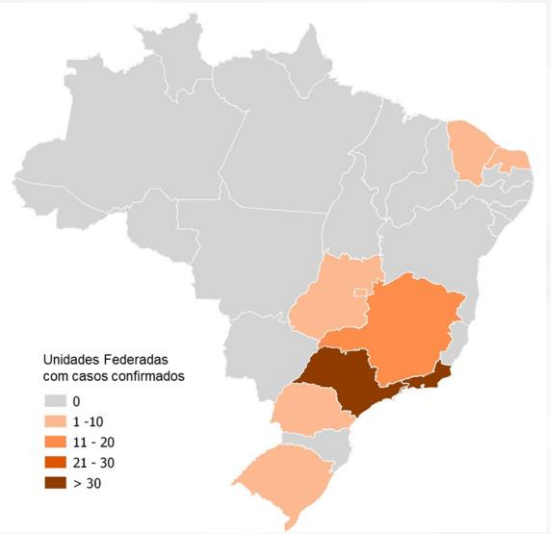 Unidades Federadas
com casos confirmados
0
1 -10
11 - 20
21 - 30
> 30